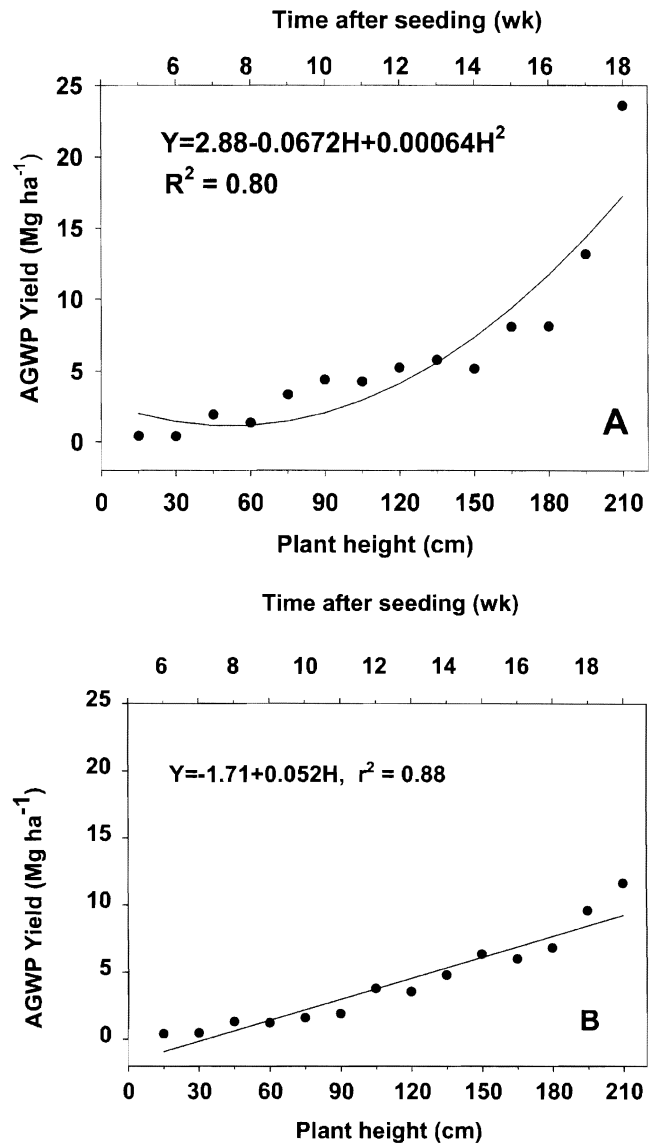 Time after seeding (wk)
6 8 10 12 14 16 18
25
20
15
10
5
0
AGWP Yield (Mg ha⁻¹)
Y=2.88-0.0672H+0.00064H²
R² = 0.80
A
0 30 60 90 120 150 180 210
Plant height (cm)
Time after seeding (wk)
6 8 10 12 14 16 18
25
20
15
10
5
0
AGWP Yield (Mg ha⁻¹)
Y=-1.71+0.052H, r² = 0.88
B
0 30 60 90 120 150 180 210
Plant height (cm)